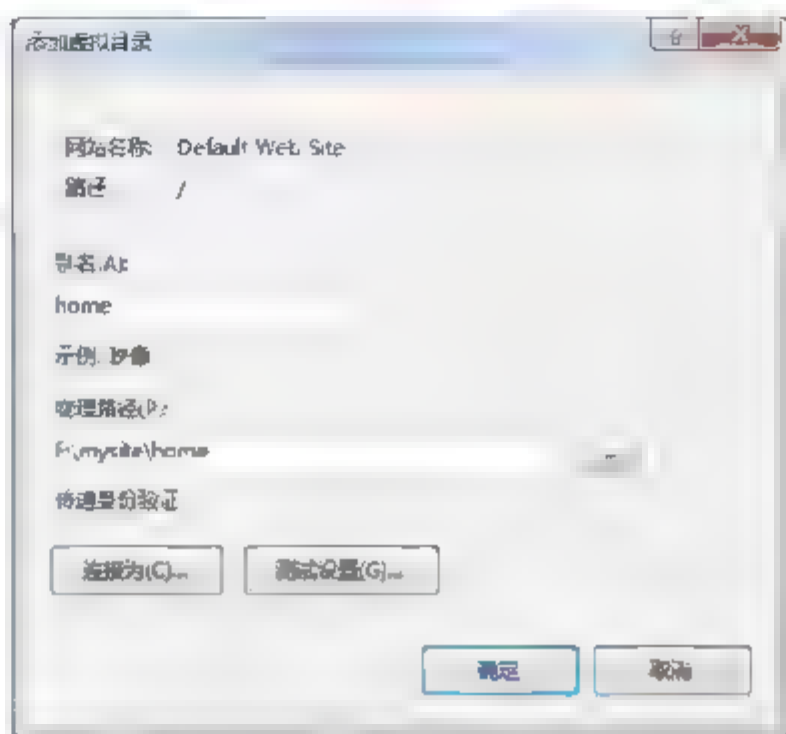 添加虚拟目录
网站名称: Default Web Site
路径: /
别名(A):
home
示例: 映像
物理路径(P):
\mysite\home
传递身份验证
连接为(C)... 测试设置(G)...
确定 取消